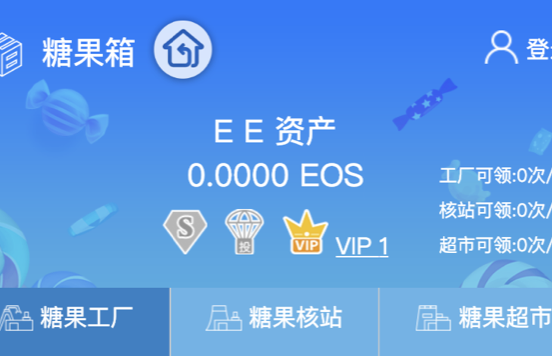 糖果箱
E E 资产
0.0000 EOS
工厂可领:0次/
核站可领:0次/
超市可领:0次/
S
投
VIP
VIP 1
糖果工厂
糖果核站
糖果超市